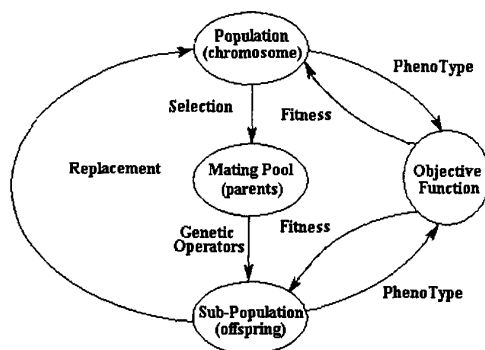 Population
(chromosome)
PhenoType
Selection
Fitness
Replacement
Mating Pool
(parents)
Objective
Function
Genetic
Operators
Fitness
PhenoType
Sub-Population
(offspring)